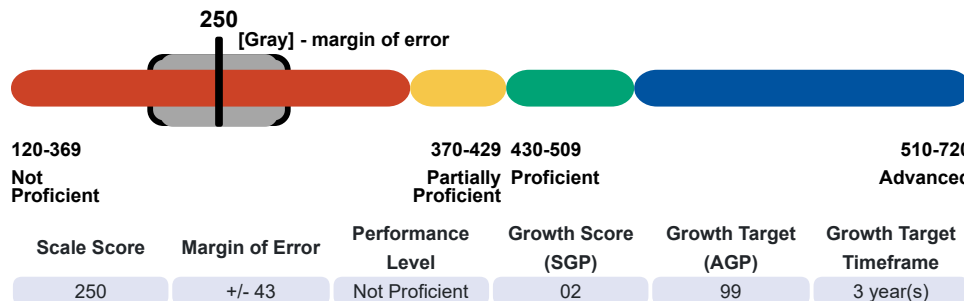 250
[Gray] - margin of error
120-369
Not
Proficient
370-429
Partially
Proficient
430-509
Proficient
510-720
Advanced
Scale Score
Margin of Error
Performance
Level
Growth Score
(SGP)
Growth Target
(AGP)
Growth Target
Timeframe
250
+/- 43
Not Proficient
02
99
3 year(s)